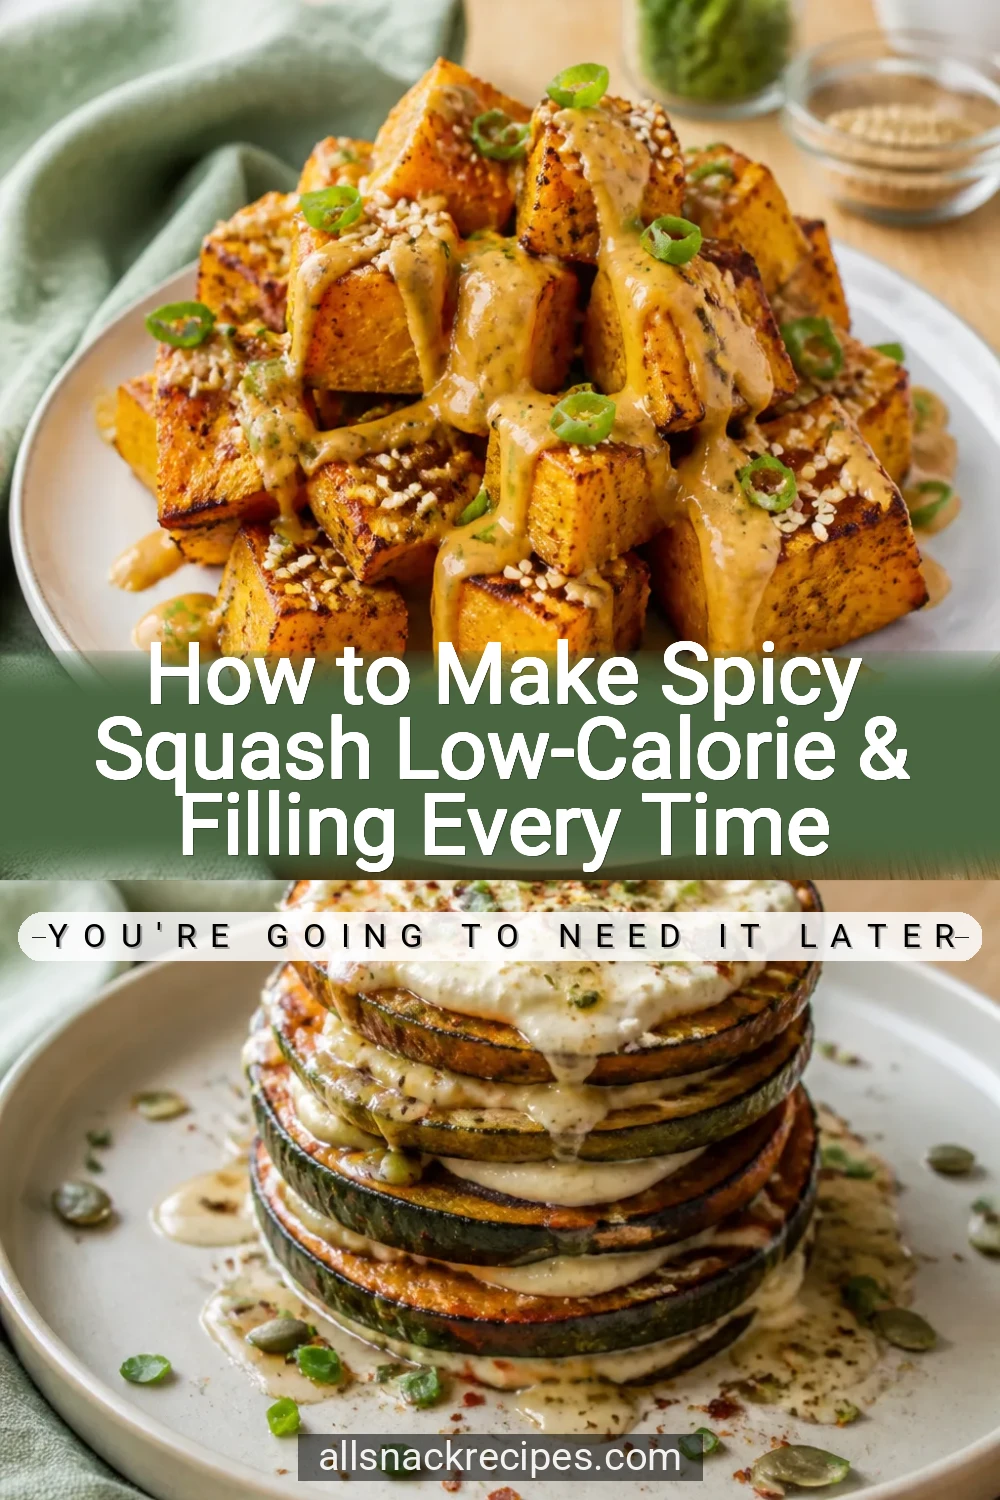 How to Make Spicy
Squash Low-Calorie &
Filling Every Time
-YOU'RE GOING TO NEED IT LATER-
allsnackrecipes.com